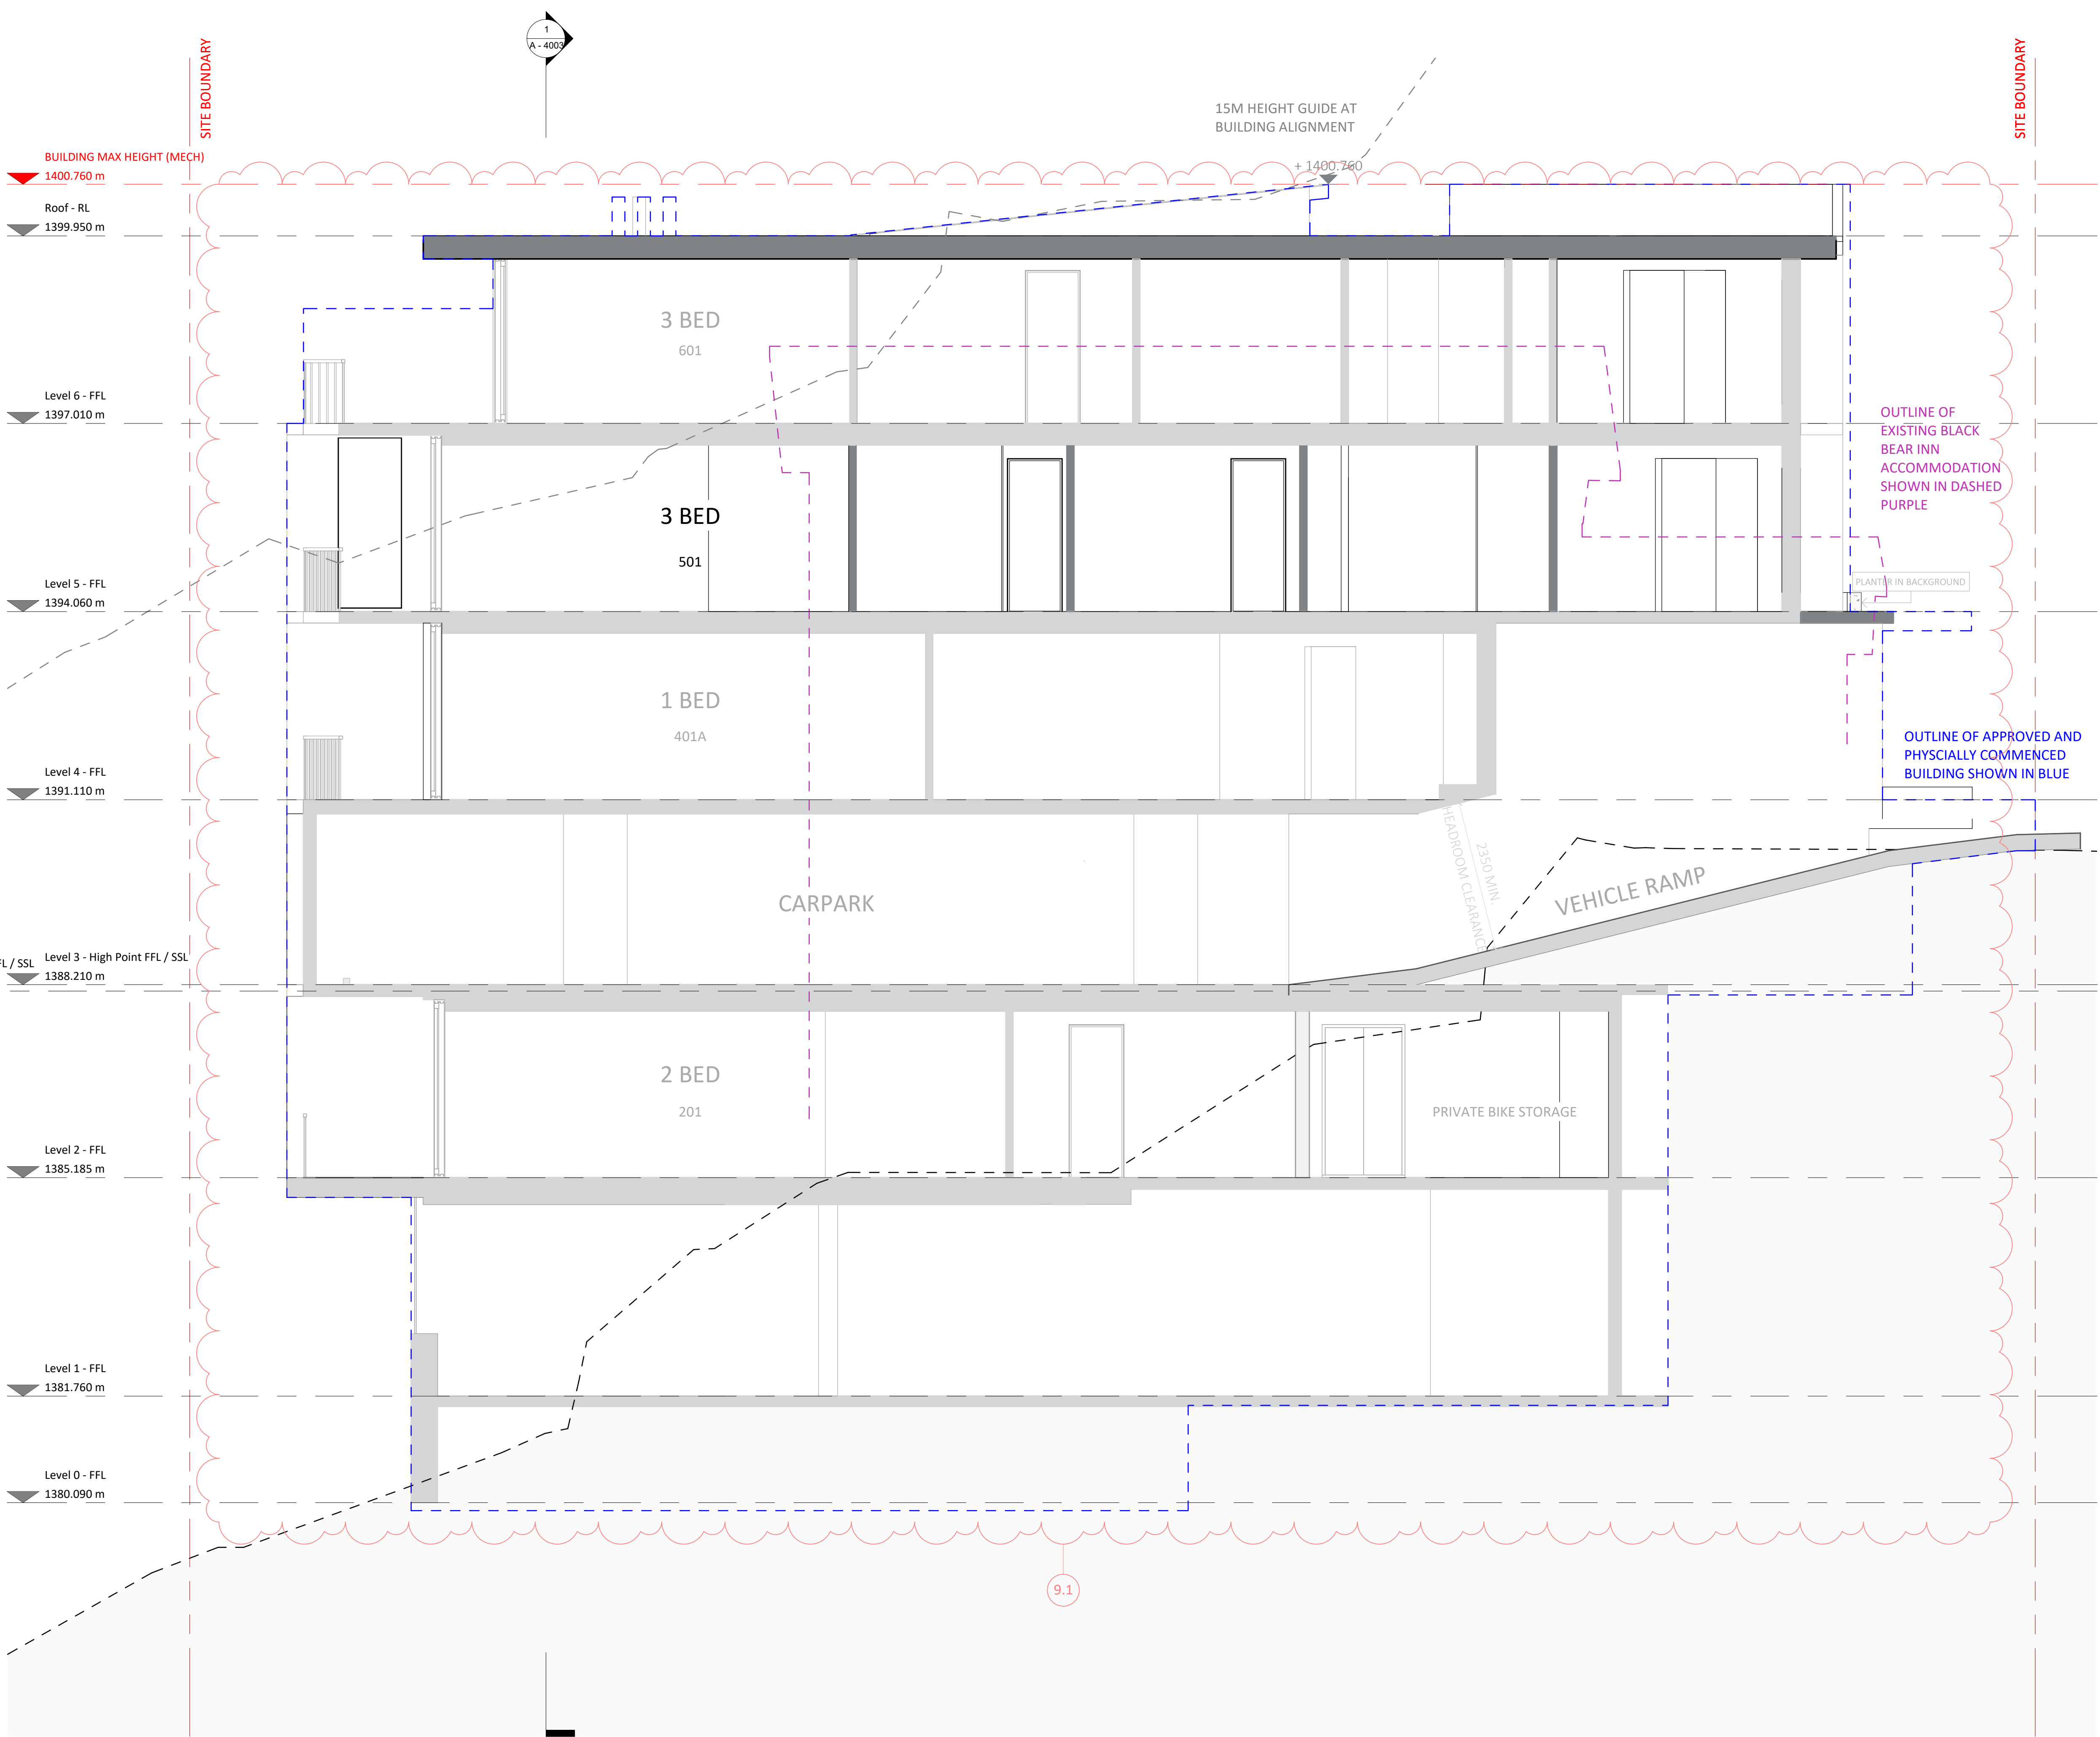 1
A - 4003
SITE BOUNDARY
SITE BOUNDARY
15M HEIGHT GUIDE AT
BUILDING ALIGNMENT
+ 1400.760
BUILDING MAX HEIGHT (MECH)
1400.760 m
Roof - RL
1399.950 m
3 BED
601
Level 6 - FFL
1397.010 m
OUTLINE OF
EXISTING BLACK
BEAR INN
ACCOMMODATION
SHOWN IN DASHED
PURPLE
3 BED
501
Level 5 - FFL
1394.060 m
PLANTER IN BACKGROUND
1 BED
401A
OUTLINE OF APPROVED AND
PHYSCIALLY COMMENCED
BUILDING SHOWN IN BLUE
Level 4 - FFL
1391.110 m
2350 MIN.
HEADROOM CLEARANCE
VEHICLE RAMP
CARPARK
FL / SSL
Level 3 - High Point FFL / SSL
1388.210 m
2 BED
201
PRIVATE BIKE STORAGE
Level 2 - FFL
1385.185 m
Level 1 - FFL
1381.760 m
Level 0 - FFL
1380.090 m
9.1